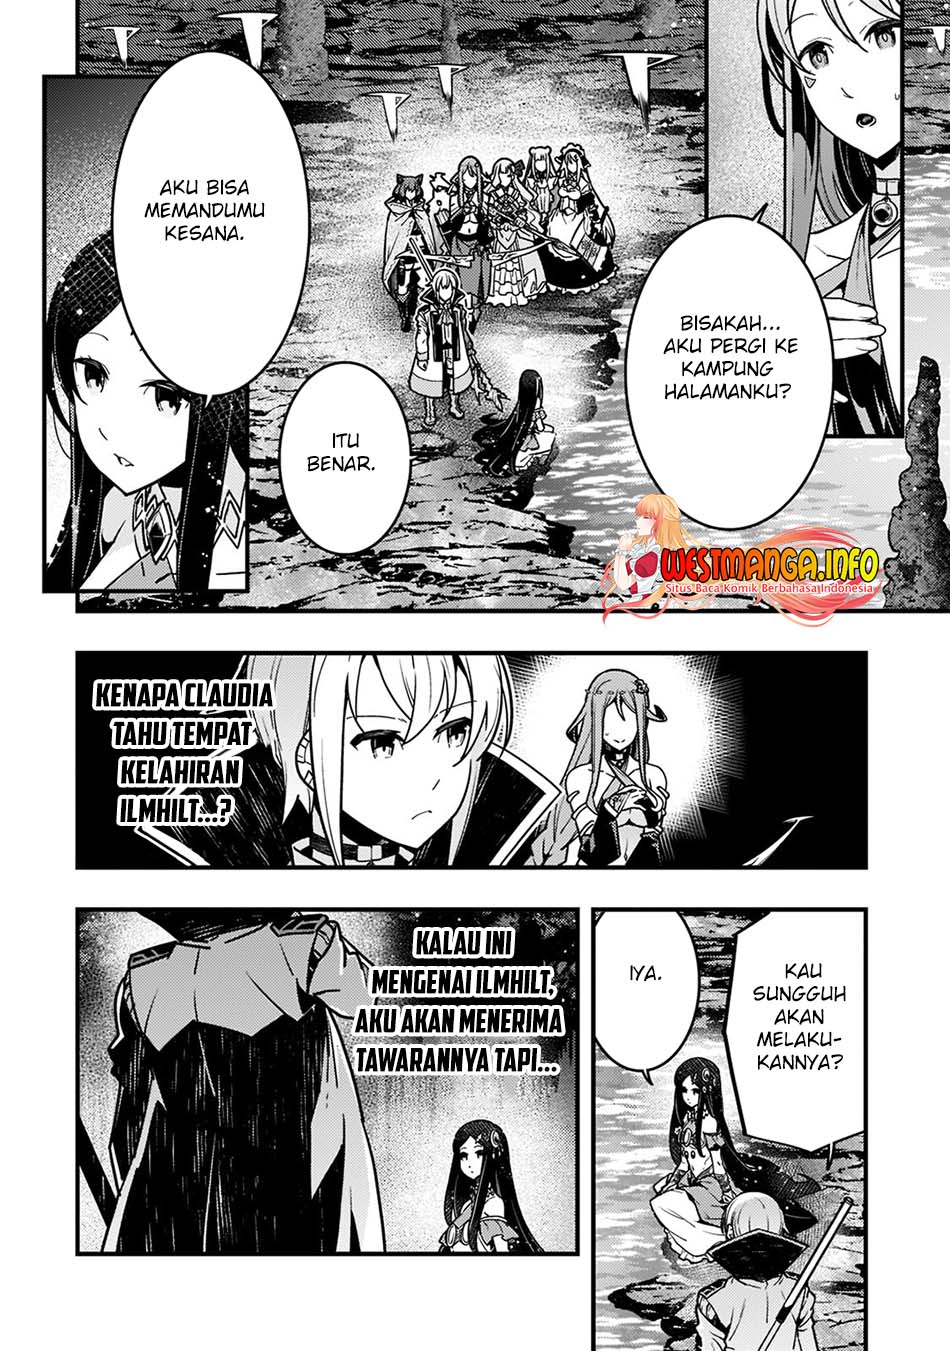 BISAKAH...
AKU PERGI KE
KAMPUNG
HALAMANKU?
ITU
BENAR.
AKU BISA
MEMANDUMU
KESANA.
WESTMANGA.INFO
Situs Baca Komik Berbahasa Indonesia
KENAPA CLAUDIA
TAHU TEMPAT
KELAHIRAN
ILMHILT...?
KAU
SUNGGUH
AKAN
MELAKU-
KANNYA?
IYA.
KALAU INI
MENGENAI ILMHILT,
AKU AKAN MENERIMA
TAWARANNYA TAPI...